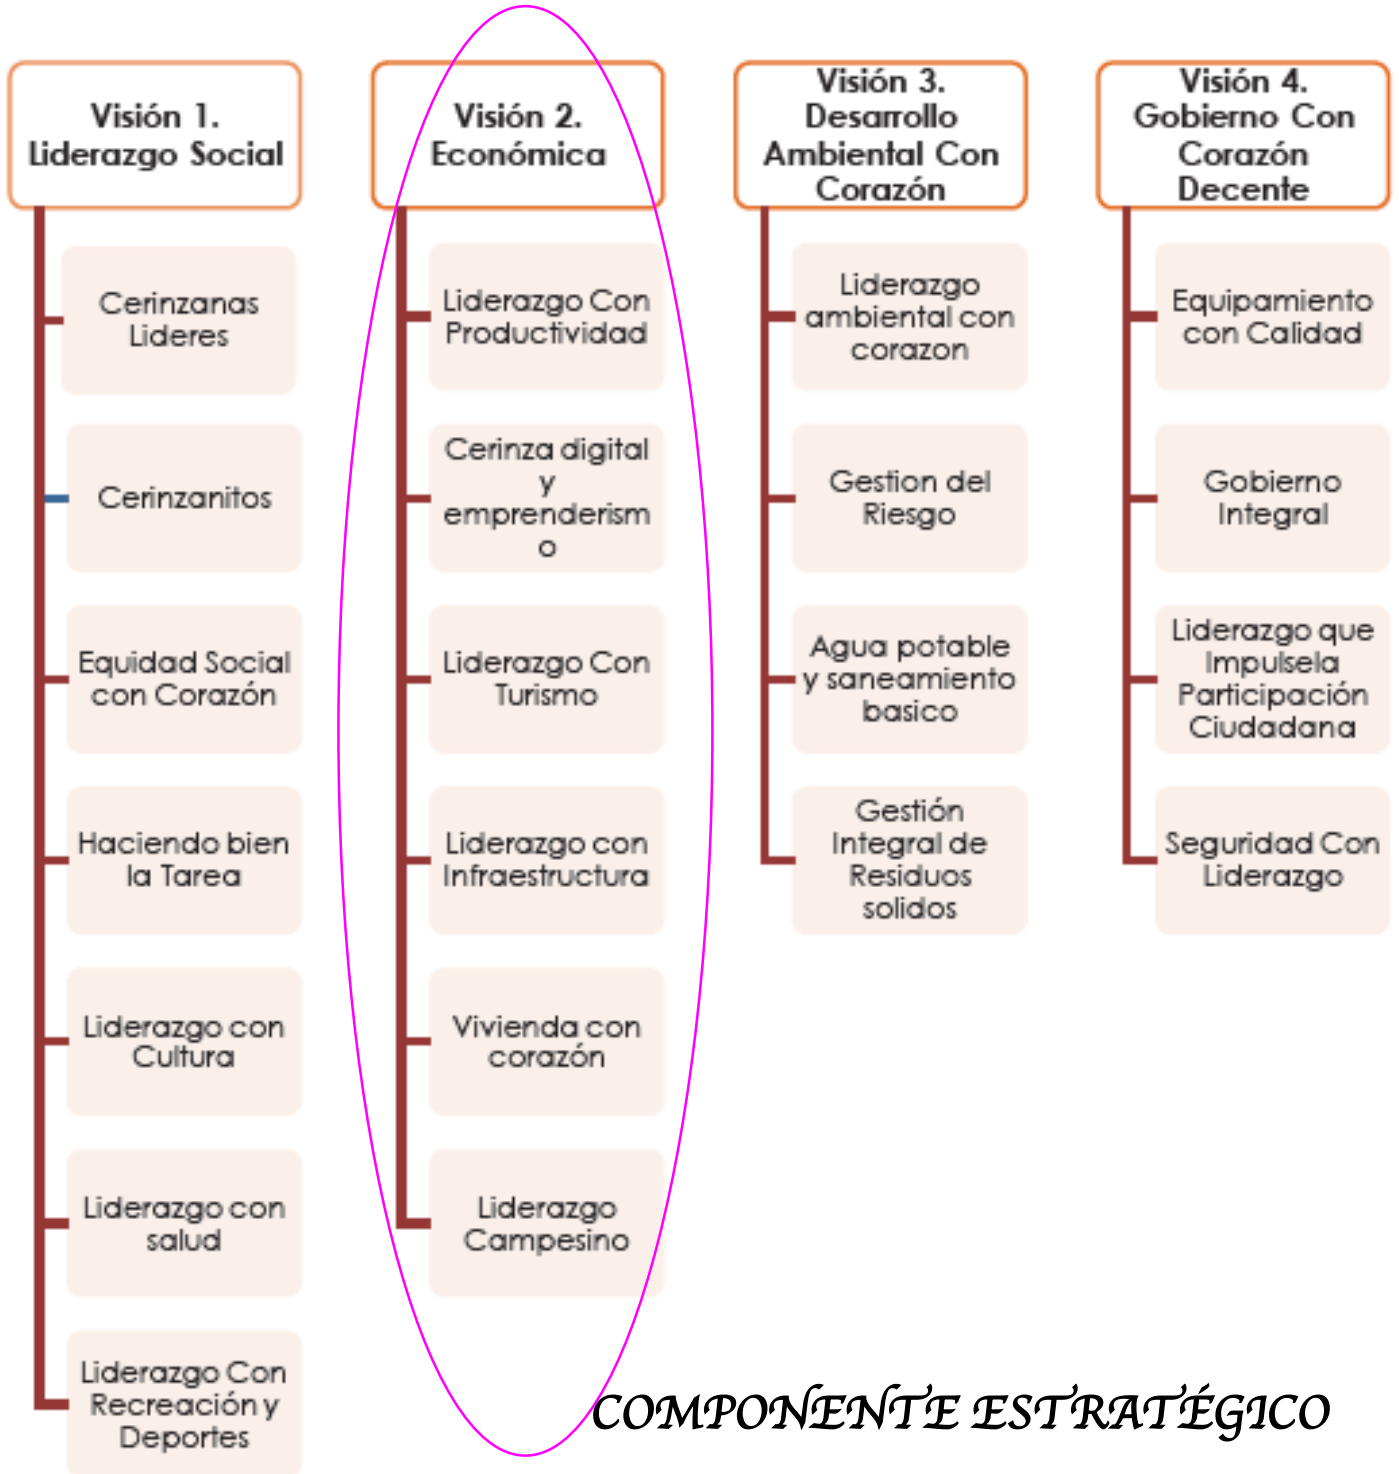 Visión 1.
Liderazgo Social
Cerinzanas
Lideres
Cerinzanitos
Equidad Social
con Corazón
Haciendo bien
la Tarea
Liderazgo con
Cultura
Liderazgo con
salud
Liderazgo Con
Recreación y
Deportes
Visión 2.
Económica
Liderazgo Con
Productividad
Cerinza digital
y
emprenderism
o
Liderazgo Con
Turismo
Liderazgo con
Infraestructura
Vivienda con
corazón
Liderazgo
Campesino
Visión 3.
Desarrollo
Ambiental Con
Corazón
Liderazgo
ambiental con
corazon
Gestion del
Riesgo
Agua potable
y saneamiento
basico
Gestión
Integral de
Residuos
solidos
Visión 4.
Gobierno Con
Corazón
Decente
Equipamiento
con Calidad
Gobierno
Integral
Liderazgo que
Impulsela
Participación
Ciudadana
Seguridad Con
Liderazgo
COMPONENTE ESTRATÉGICO